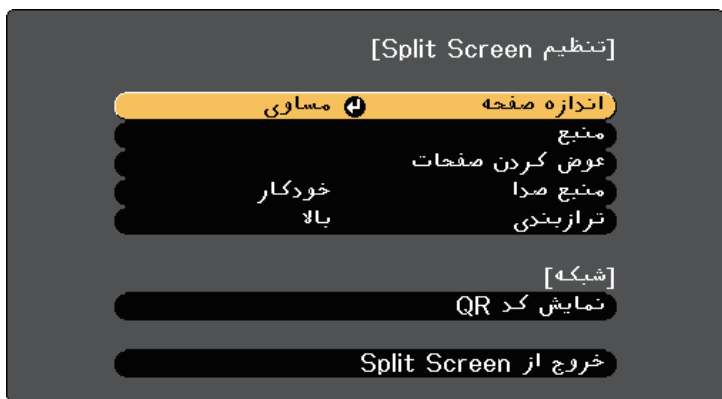 [تنظیم Split Screen]
اندازه صفحه مساوی
منبع
عوض کردن صفحات
منبع صدا خودکار
ترازبندی بالا
[شبکه]
نمایش کد QR
خروج از Split Screen